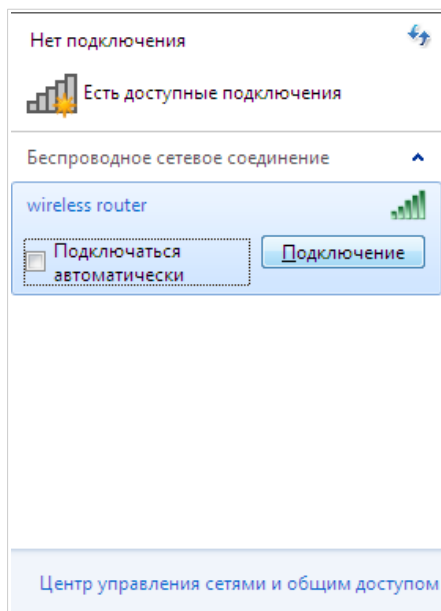 Нет подключения
Есть доступные подключения
Беспроводное сетевое соединение
wireless router
Подключаться
автоматически
Подключение
Центр управления сетями и общим доступом